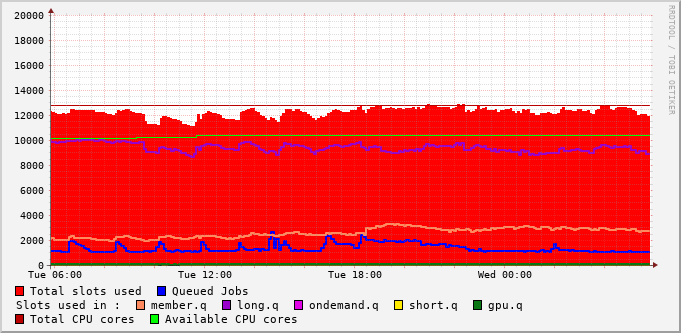 20000
18000
16000
14000
12000
10000
8000
6000
4000
2000
0
Tue 06:00 Tue 12:00 Tue 18:00 Wed 00:00
Total slots used Queued Jobs
Slots used in : member.q long.q ondemand.q short.q gpu.q
Total CPU cores Available CPU cores
RRDTOOL / TOBI OETIKER